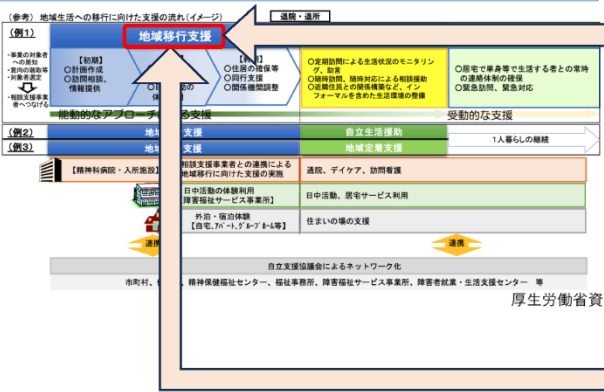 (参考) 地域生活への移行に向けた支援の流れ(イメージ)
退院・退所
(例1)
地域移行支援
・事業の対象者
への周知
・意向の聴取等
・対象者選定
・相談支援事業
者へつなげる
【初期】
〇計画作成
〇訪問相談、
情報提供
〇住居の確保等
〇同行支援
〇関係機関調整
〇定期訪問による生活状況のモニタリン
グ、助言
〇随時訪問、随時対応による相談援助
〇近隣住民との関係構築など、イン
フォーマルを含めた生活環境の整備
〇居宅で単身等で生活する者との常時
の連絡体制の確保
〇緊急訪問、緊急対応
能動的なアプローチ
支援
受動的な支援
(例2)
支援
自立生活援助
(例3)
支援
地域定着支援
1人暮らしの継続
【精神科病院・入所施設】
相談支援事業者との連携による
地域移行に向けた支援の実施
通院、デイケア、訪問看護
日中活動の体験利用
障害福祉サービス事業所】
日中活動、居宅サービス利用
外泊・宿泊体験
【自宅、アパート、グループホーム等】
住まいの場の支援
連携
連携
自立支援協議会によるネットワーク化
市町村、
、精神保健福祉センター、福祉事務所、障害福祉サービス事業所、障害者就業・生活支援センター 等
厚生労働省資